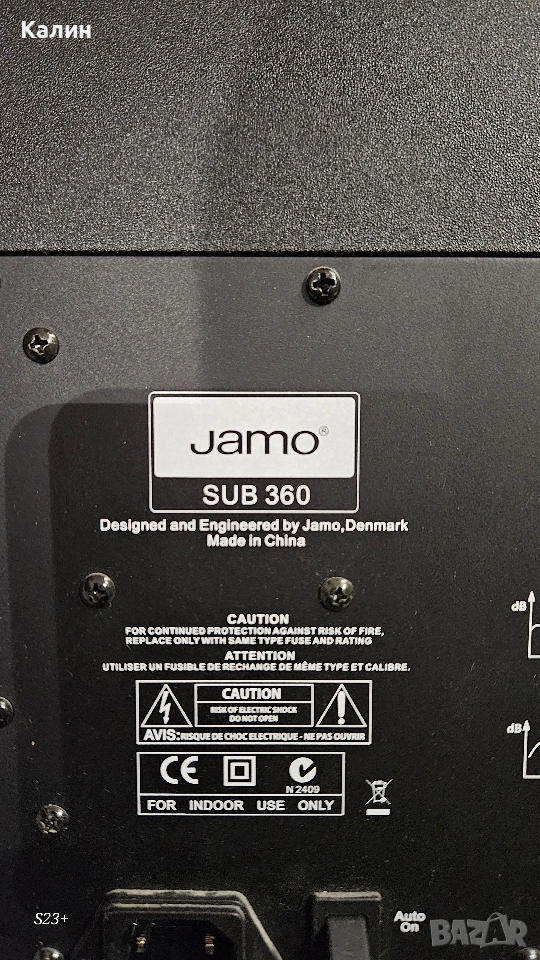 Калин
Jamo®
SUB 360
Designed and Engineered by Jamo,Denmark
Made in China
CAUTION
FOR CONTINUED PROTECTION AGAINST RISK OF FIRE,
REPLACE ONLY WITH SAME TYPE FUSE AND RATING
ATTENTION
UTILISER UN FUSIBLE DE RECHANGE DE MÊME TYPE ET CALIBRE.
dB
CAUTION
RISK OF ELECTRIC SHOCK
DO NOT OPEN
AVIS: RISQUE DE CHOC ELECTRIQUE - NE PAS OUVRIR
dB
CE
N 2409
FOR INDOOR USE ONLY
S23+
Auto
On
BAZAR